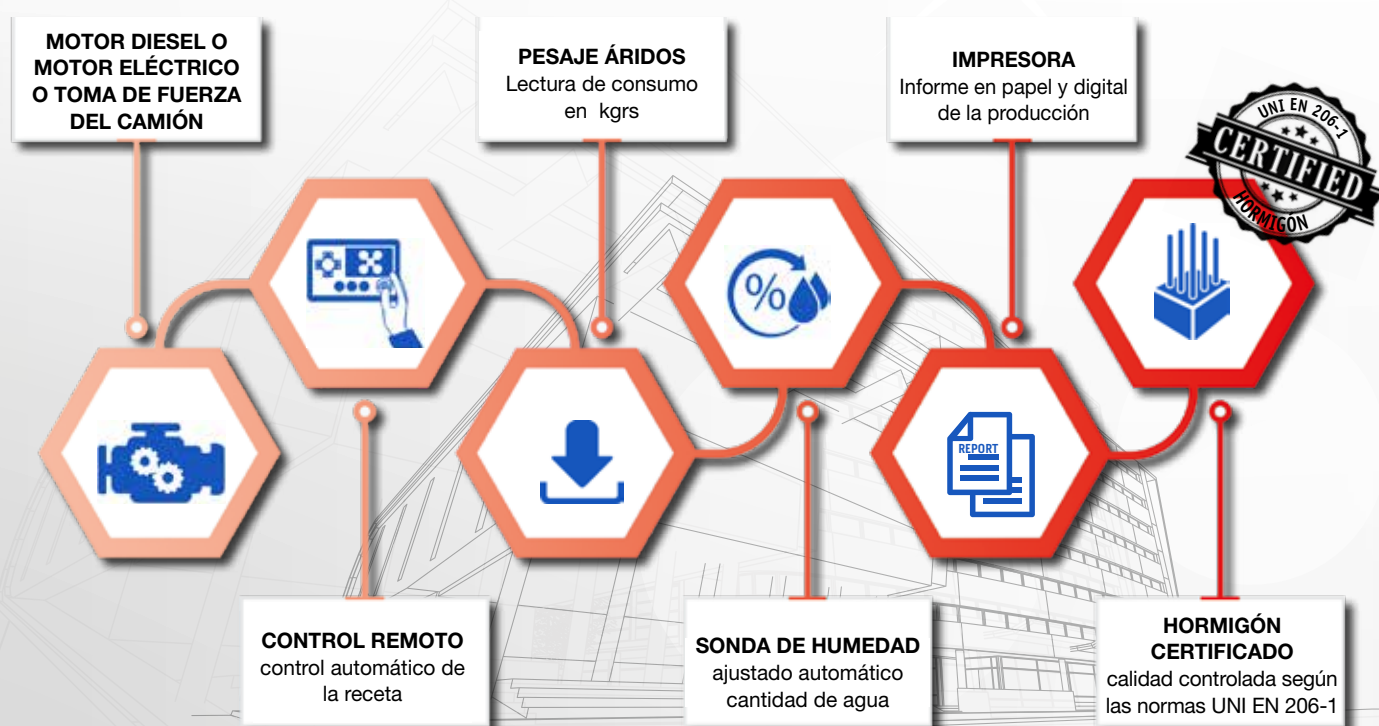 MOTOR DIESEL O
MOTOR ELÉCTRICO
O TOMA DE FUERZA
DEL CAMIÓN
PESAJE ÁRIDOS
Lectura de consumo
en kgrs
IMPRESORA
Informe en papel y digital
de la producción
UNI EN 206-1
CERTIFIED
HORMIGÓN
%
REPORT
CONTROL REMOTO
control automático de
la receta
SONDA DE HUMEDAD
ajustado automático
cantidad de agua
HORMIGÓN
CERTIFICADO
calidad controlada según
las normas UNI EN 206-1